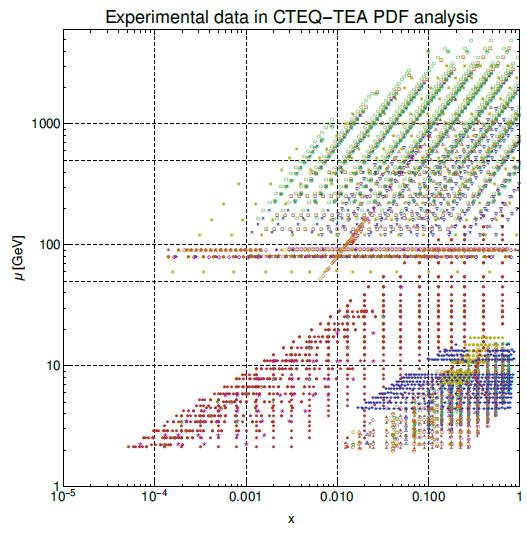 Experimental data in CTEQ−TEA PDF analysis
μ [GeV]
1000
100
10
1
10⁻⁵ 10⁻⁴ 0.001 0.010 0.100 1
x